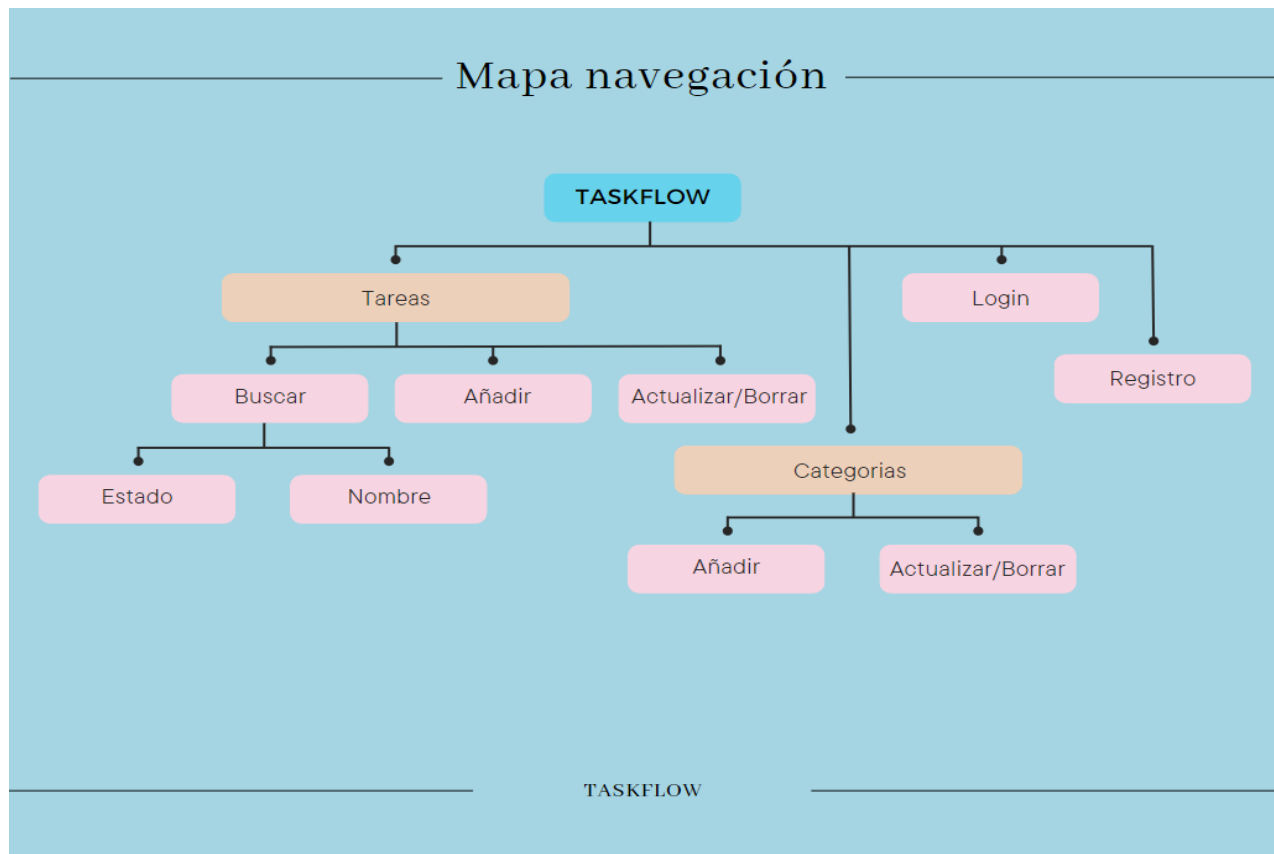 Mapa navegación
TASKFLOW
Tareas
Login
Registro
Buscar
Añadir
Actualizar/Borrar
Categorias
Estado
Nombre
Añadir
Actualizar/Borrar
TASKFLOW